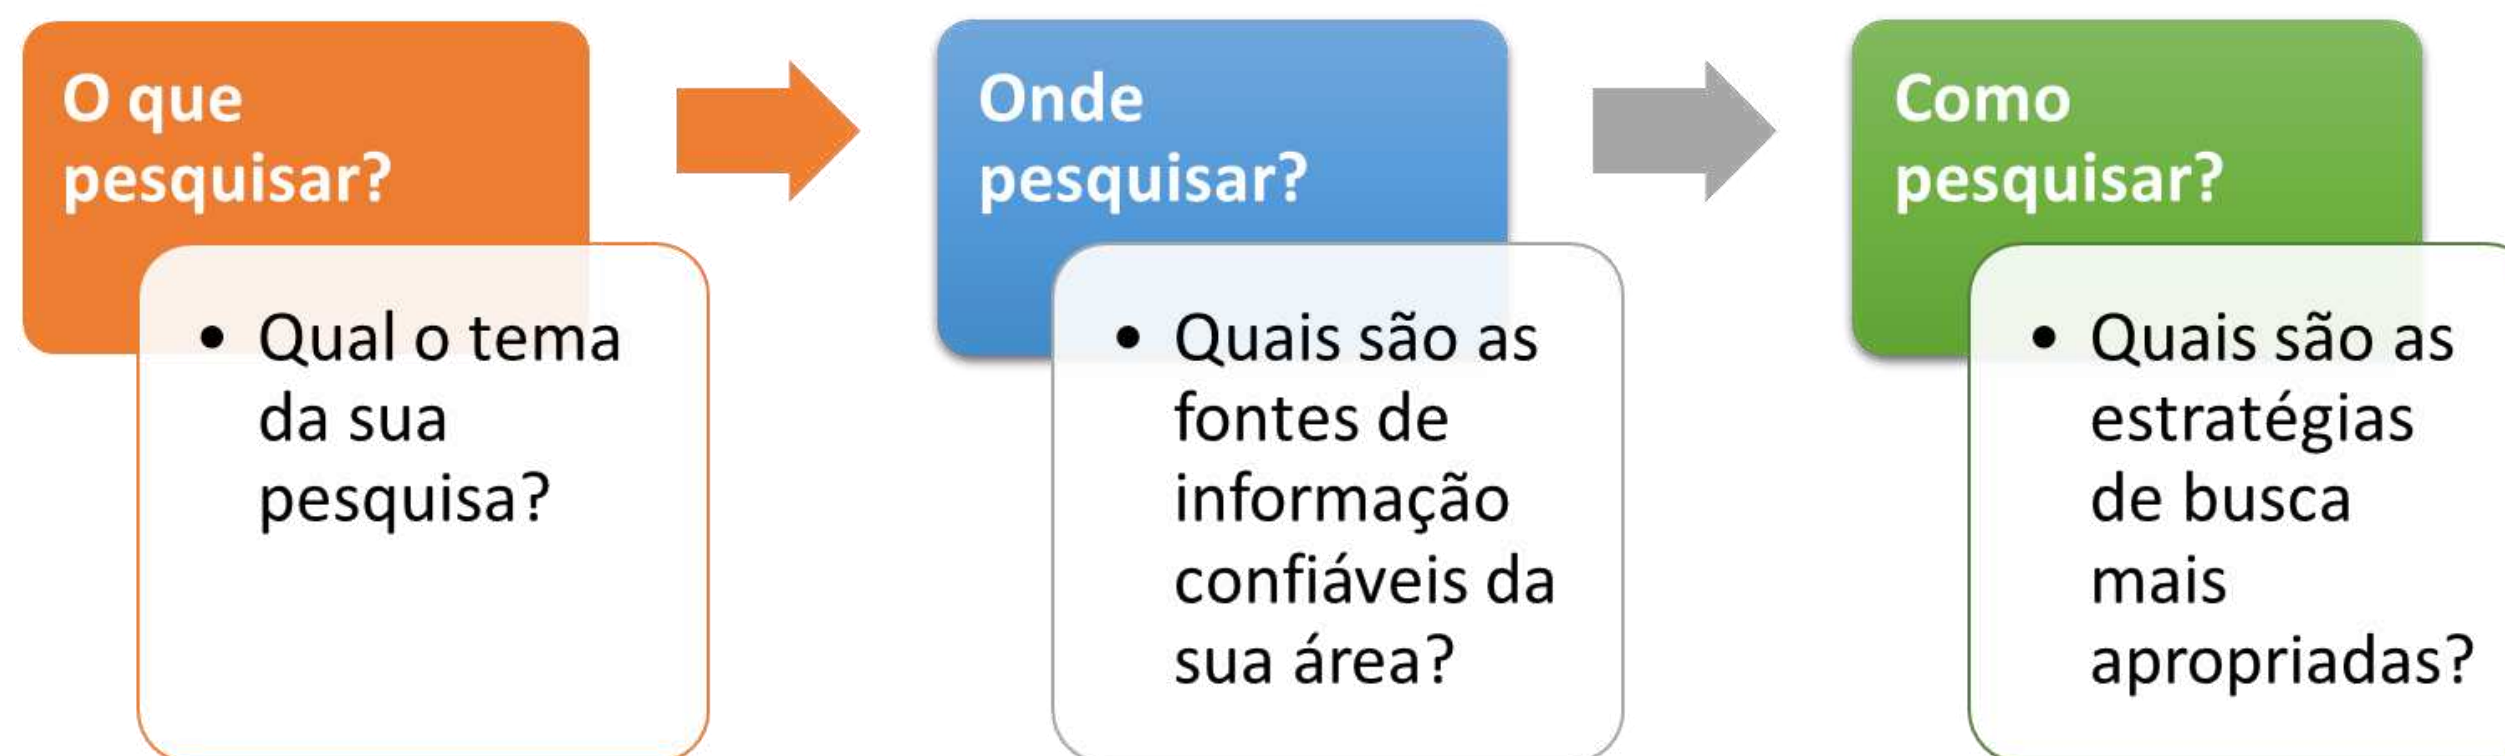 O que
pesquisar?
• Qual o tema
da sua
pesquisa?
Onde
pesquisar?
• Quais são as
fontes de
informação
confiáveis da
sua área?
Como
pesquisar?
• Quais são as
estratégias
de busca
mais
apropriadas?